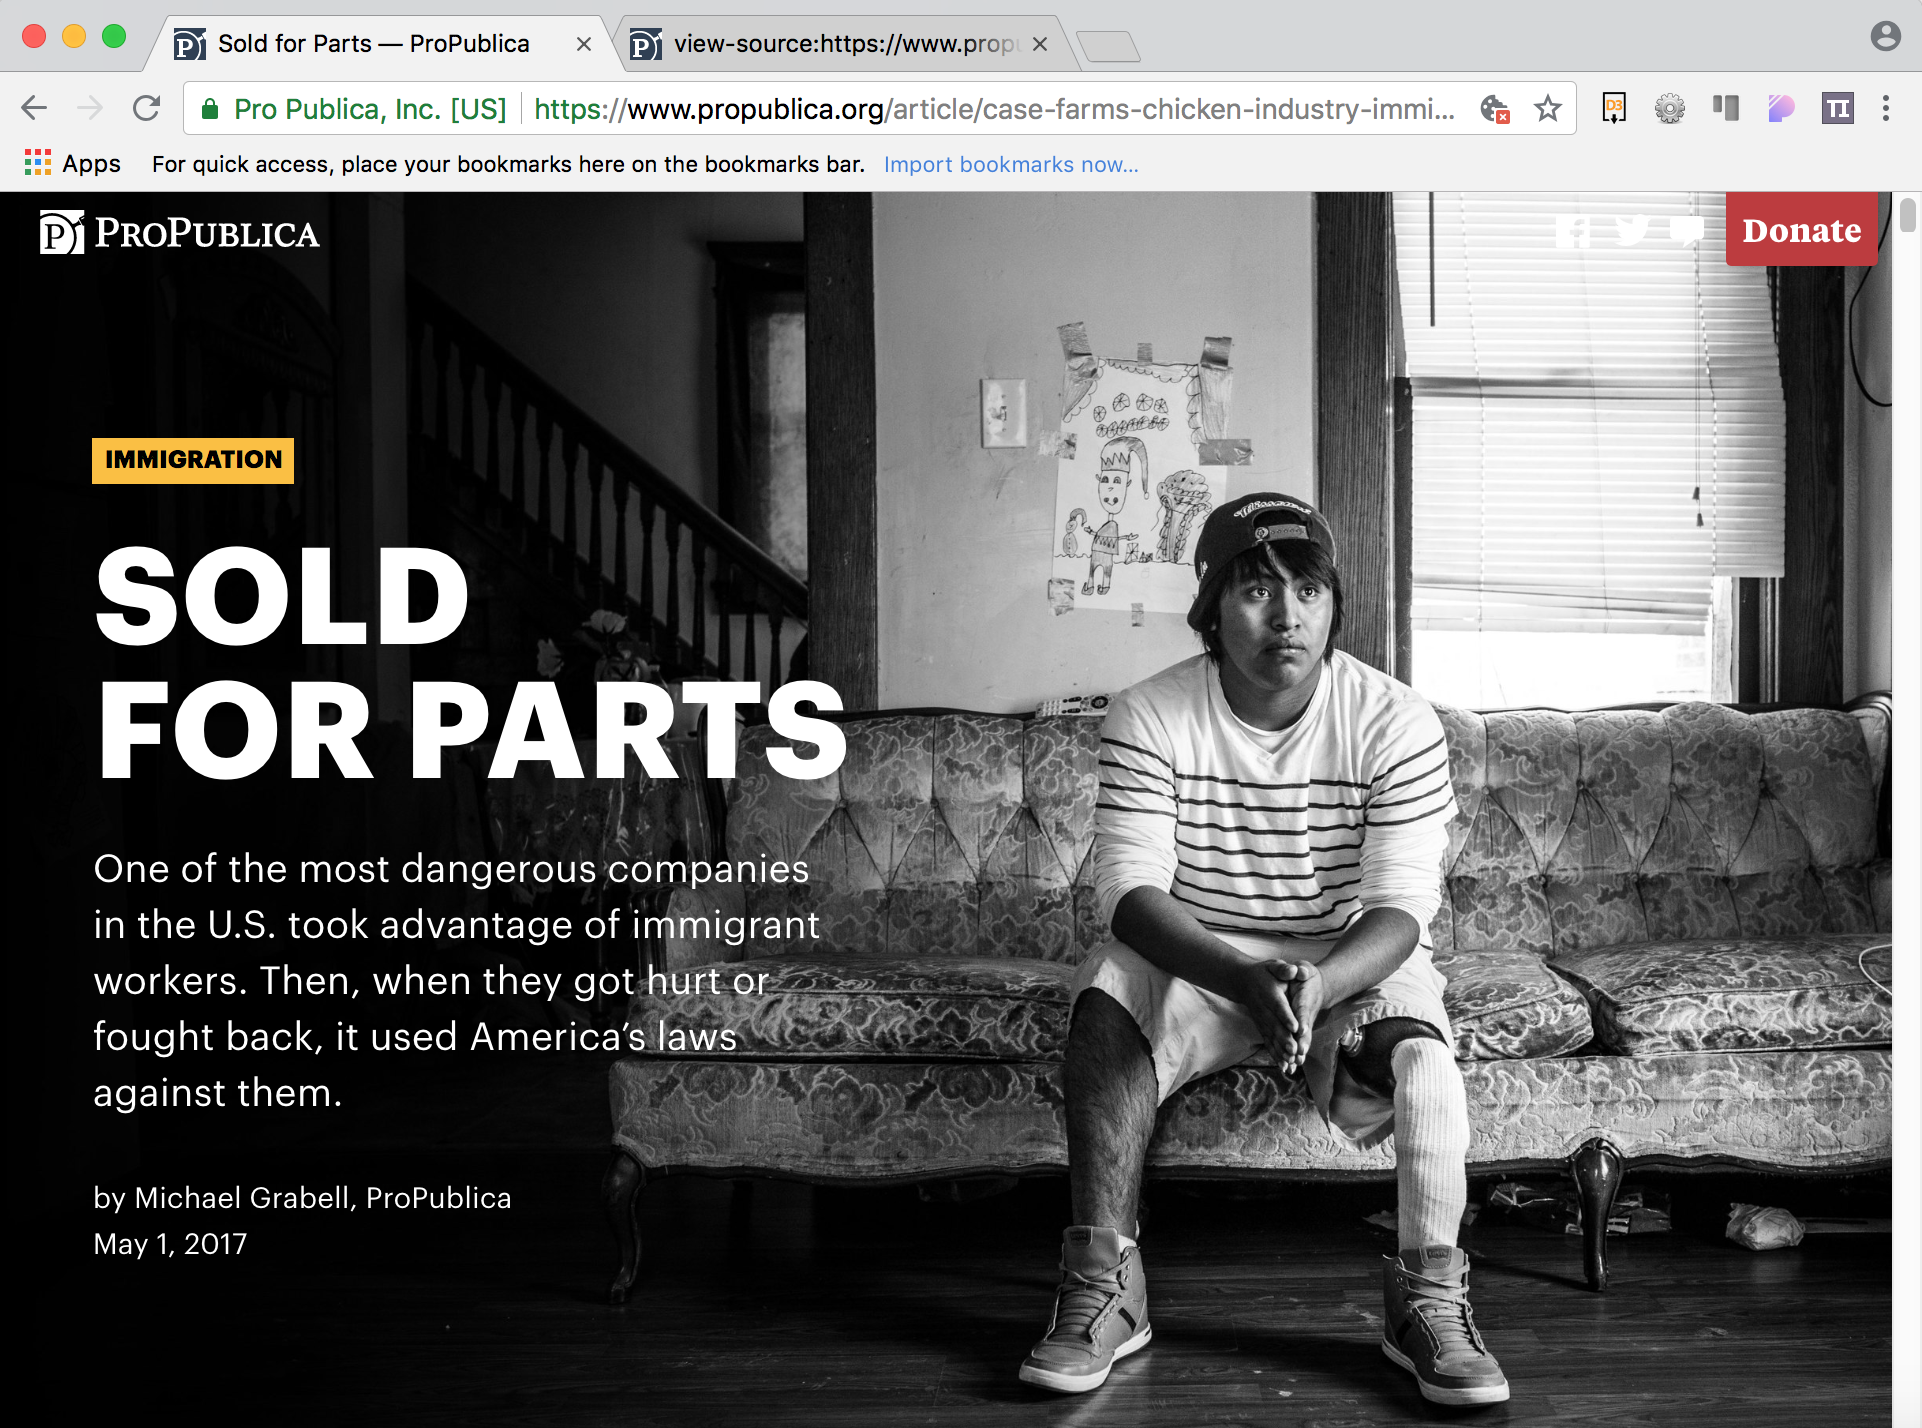 Sold for Parts — ProPublica
view-source:https://www.prop
Pro Publica, Inc. [US]
https://www.propublica.org/article/case-farms-chicken-industry-immi...
D3
TI
Apps
For quick access, place your bookmarks here on the bookmarks bar.
Import bookmarks now...
P
PROPUBLICA
Donate
IMMIGRATION
SOLD
FOR PARTS
One of the most dangerous companies
in the U.S. took advantage of immigrant
workers. Then, when they got hurt or
fought back, it used America’s laws
against them.
by Michael Grabell, ProPublica
May 1, 2017